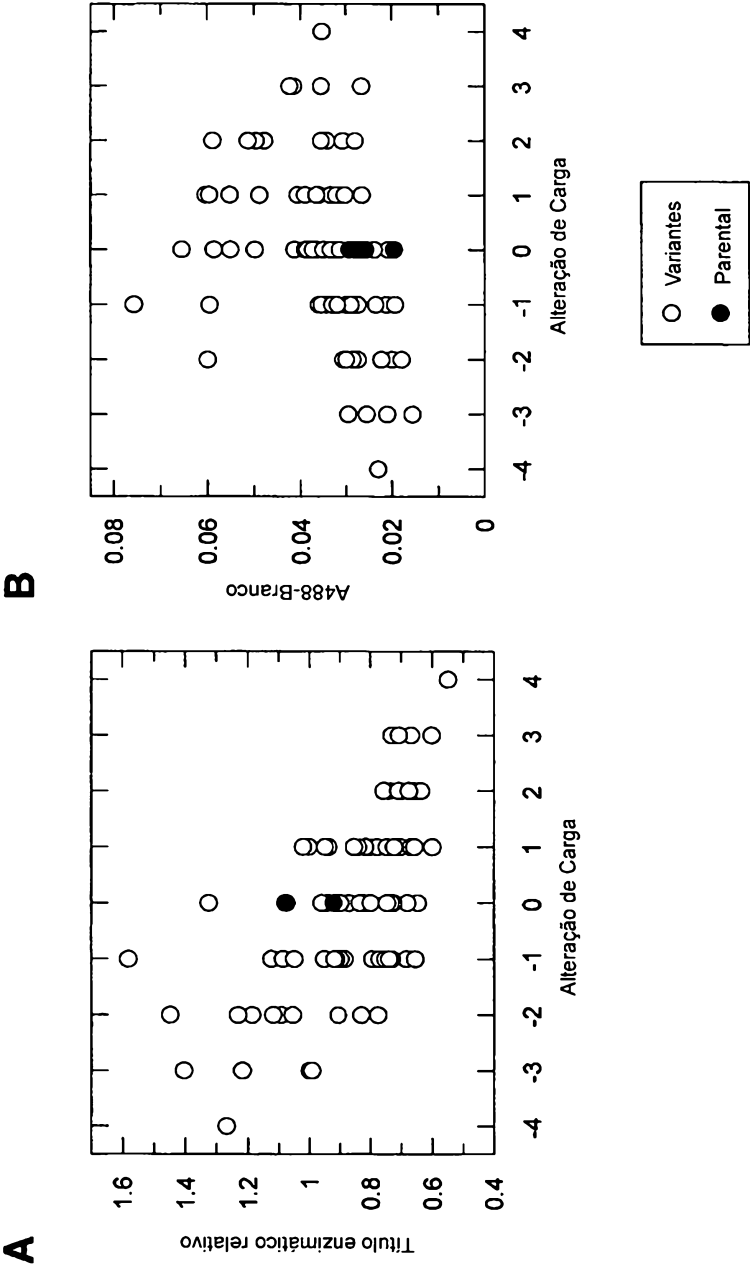 A
Título enzimático relativo
1.6
1.4
1.2
1
0.8
0.6
0.4
-4 -3 -2 -1 0 1 2 3 4
Alteração de Carga
B
A488-Branco
0.08
0.06
0.04
0.02
0
-4 -3 -2 -1 0 1 2 3 4
Alteração de Carga
Variantes
Parental